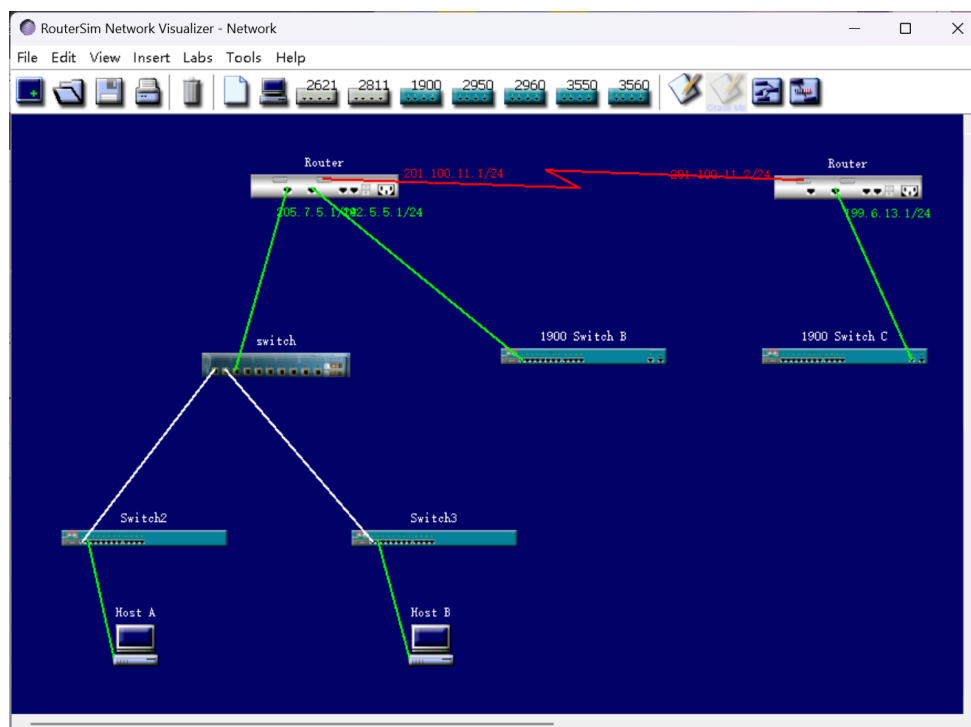 RouterSim Network Visualizer - Network
File Edit View Insert Labs Tools Help
2621 2811 1900 2950 2960 3550 3560
Grade Me
Router
201.100.11.1/24
201.100.11.2/24
Router
205.7.5.1/24
192.5.5.1/24
199.6.13.1/24
switch
1900 Switch B
1900 Switch C
Switch2
Switch3
Host A
Host B